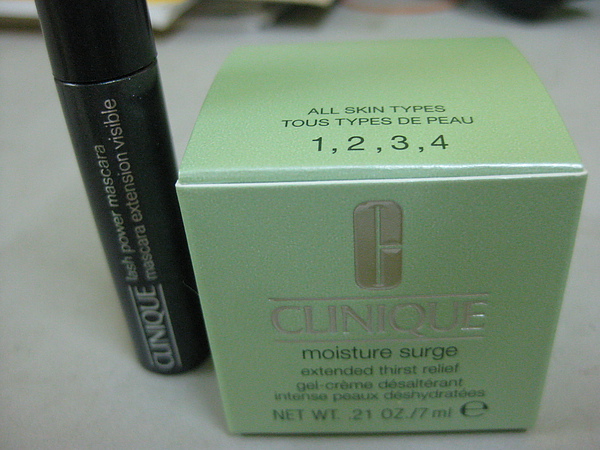 CLINIQUE lash power mascara
mascara extension visible
ALL SKIN TYPES
TOUS TYPES DE PEAU
1,2,3,4
CLINIQUE
moisture surge
extended thirst relief
gel-crème désaltérant
intense peaux déshydratées
NET WT. .21 OZ./7 ml ℮